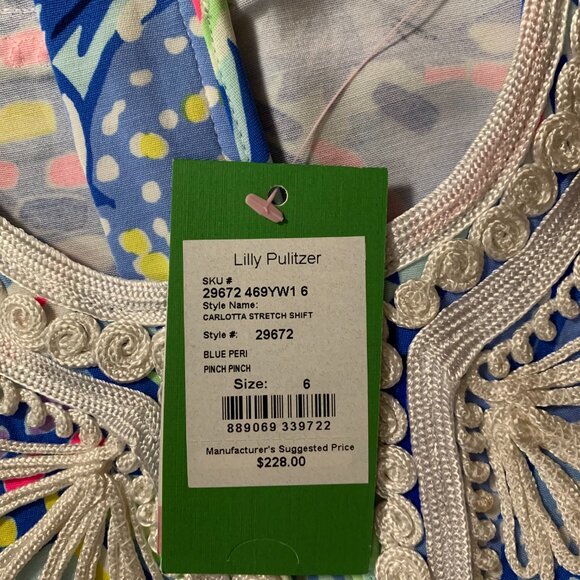 Lilly Pulitzer
SKU #
29672 469YW1 6
Style Name:
CARLOTTA STRETCH SHIFT
Style #: 29672
BLUE PERI
PINCH PINCH
Size: 6
889069 339722
Manufacturer's Suggested Price
$228.00